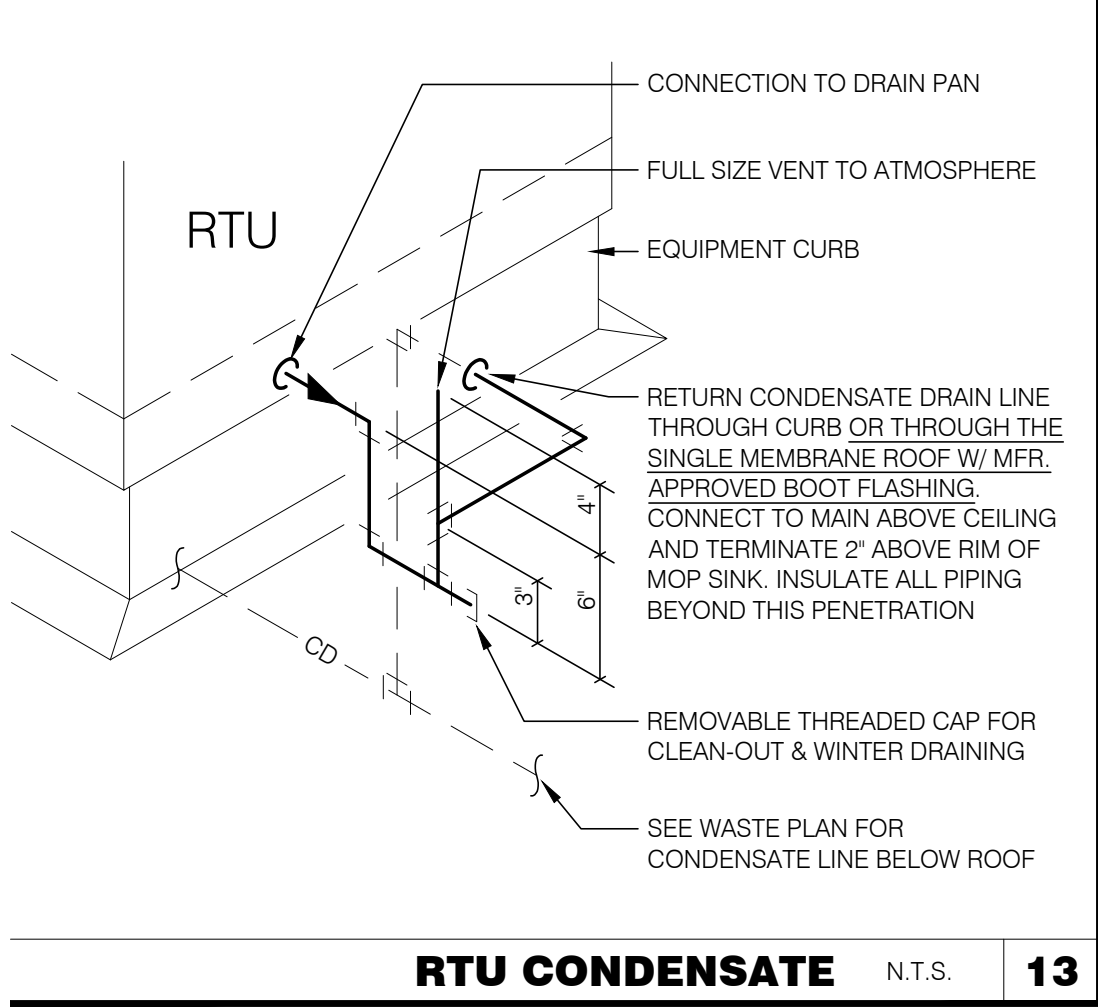 CONNECTION TO DRAIN PAN
FULL SIZE VENT TO ATMOSPHERE
RTU
EQUIPMENT CURB
RETURN CONDENSATE DRAIN LINE
THROUGH CURB OR THROUGH THE
SINGLE MEMBRANE ROOF W/ MFR.
APPROVED BOOT FLASHING.
CONNECT TO MAIN ABOVE CEILING
AND TERMINATE 2" ABOVE RIM OF
MOP SINK. INSULATE ALL PIPING
BEYOND THIS PENETRATION
4"
3"
6"
CD
REMOVABLE THREADED CAP FOR
CLEAN-OUT & WINTER DRAINING
SEE WASTE PLAN FOR
CONDENSATE LINE BELOW ROOF
RTU CONDENSATE N.T.S. 13